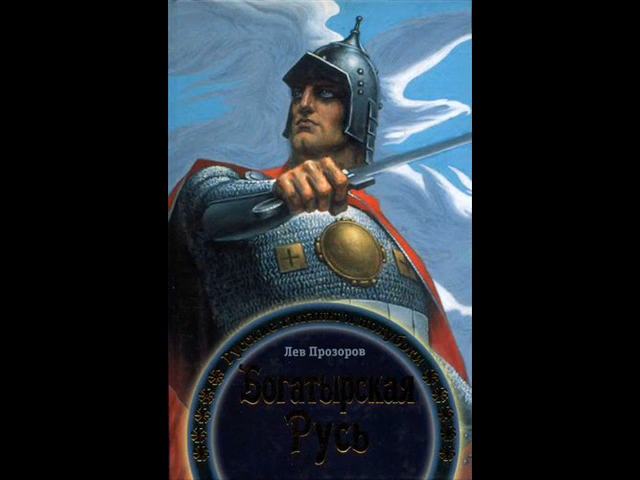 Лев Прозоров
Богатырская
Русь